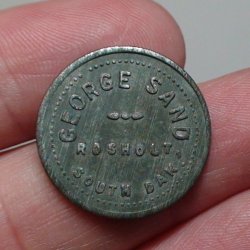 GEORGE SAND
ROSHOLT
SOUTH DAK.